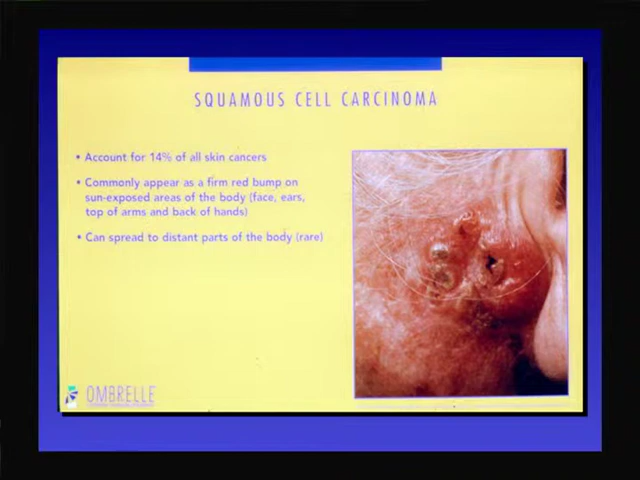 SQUAMOUS CELL CARCINOMA
• Account for 14% of all skin cancers
• Commonly appear as a firm red bump on
sun-exposed areas of the body (face, ears,
top of arms and back of hands)
• Can spread to distant parts of the body (rare)
OMBRELLE